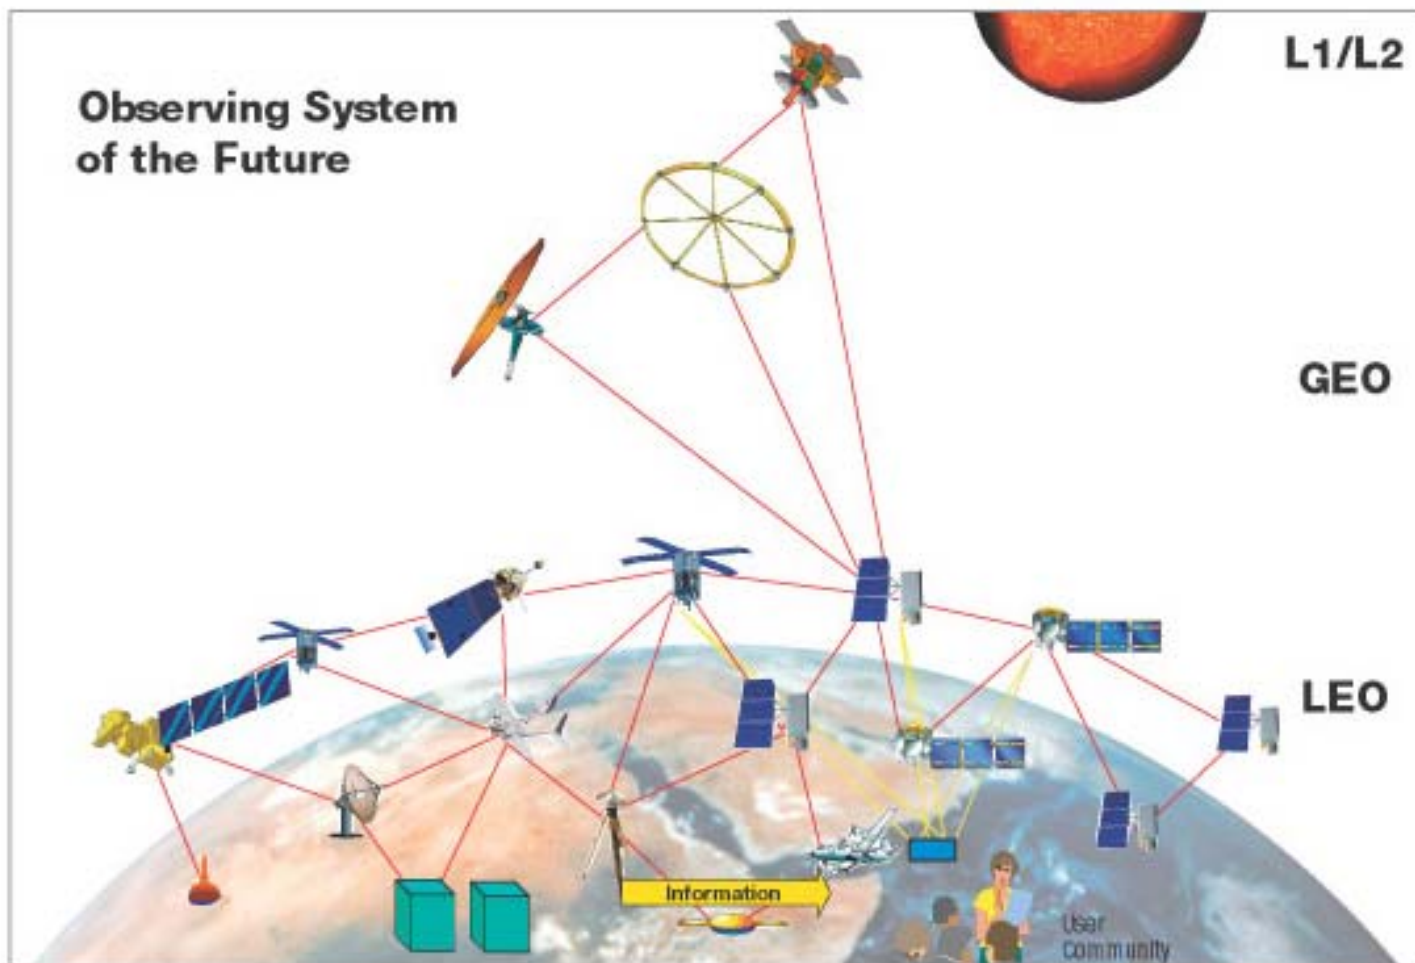 Observing System
of the Future
L1/L2
GEO
LEO
Information
User
Community